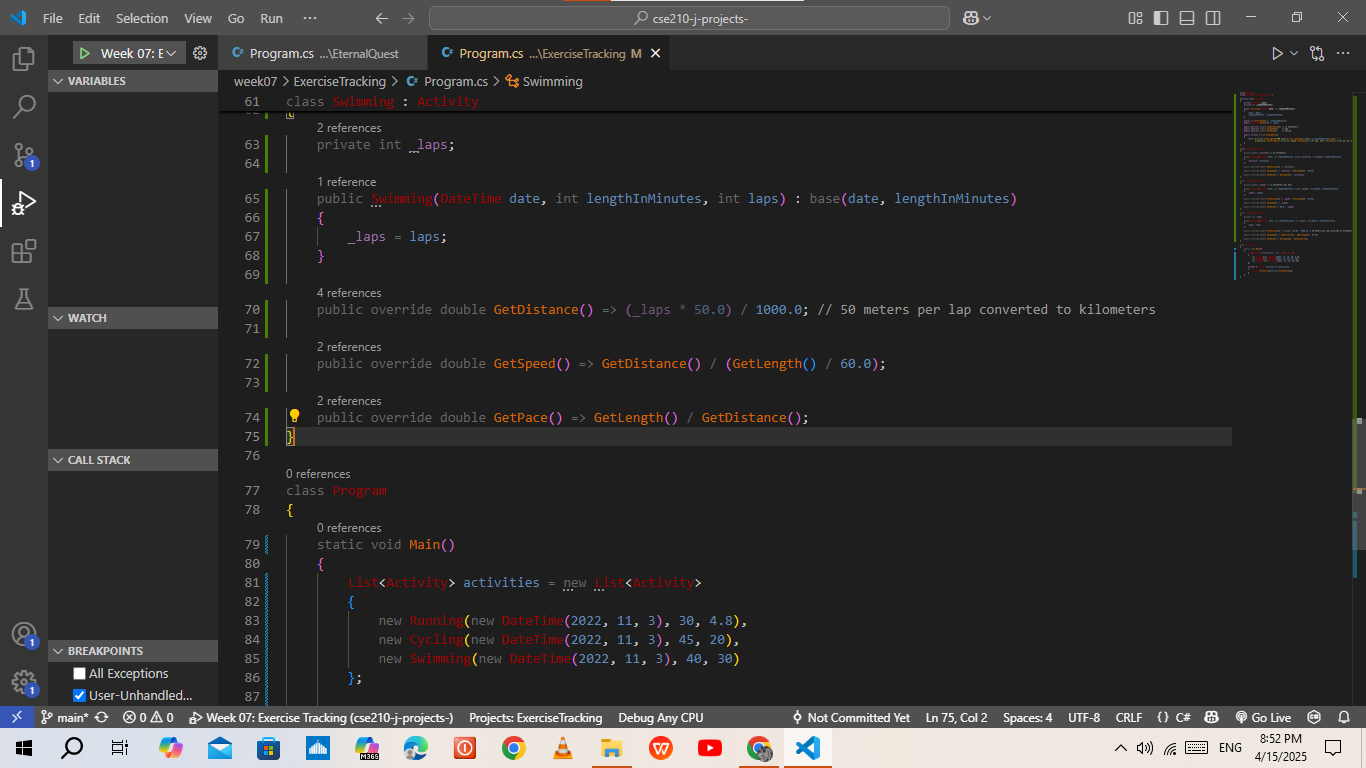 File Edit Selection View Go Run ··· cse210-j-projects-
Week 07: E
Program.cs ...\EternalQuest
Program.cs ...\ExerciseTracking M
VARIABLES
week07 > ExerciseTracking > Program.cs > Swimming
61 class Swimming : Activity
62 {
2 references
63 private int _laps;
64
1 reference
65 public Swimming(DateTime date, int lengthInMinutes, int laps) : base(date, lengthInMinutes)
66 {
67 _laps = laps;
68 }
69
4 references
70 public override double GetDistance() => (_laps * 50.0) / 1000.0; // 50 meters per lap converted to kilometers
71
WATCH
2 references
72 public override double GetSpeed() => GetDistance() / (GetLength() / 60.0);
73
2 references
74 public override double GetPace() => GetLength() / GetDistance();
75 }
76
CALL STACK
0 references
77 class Program
78 {
0 references
79 static void Main()
80 {
81 List<Activity> activities = new List<Activity>
82 {
83 new Running(new DateTime(2022, 11, 3), 30, 4.8),
84 new Cycling(new DateTime(2022, 11, 3), 45, 20),
85 new Swimming(new DateTime(2022, 11, 3), 40, 30)
86 };
87
BREAKPOINTS
All Exceptions
User-Unhandled...
1
1
1
main* 0 0 Week 07: Exercise Tracking (cse210-j-projects-) Projects: ExerciseTracking Debug Any CPU Not Committed Yet Ln 75, Col 2 Spaces: 4 UTF-8 CRLF {} C# Go Live
M365
ENG
8:52 PM
4/15/2025